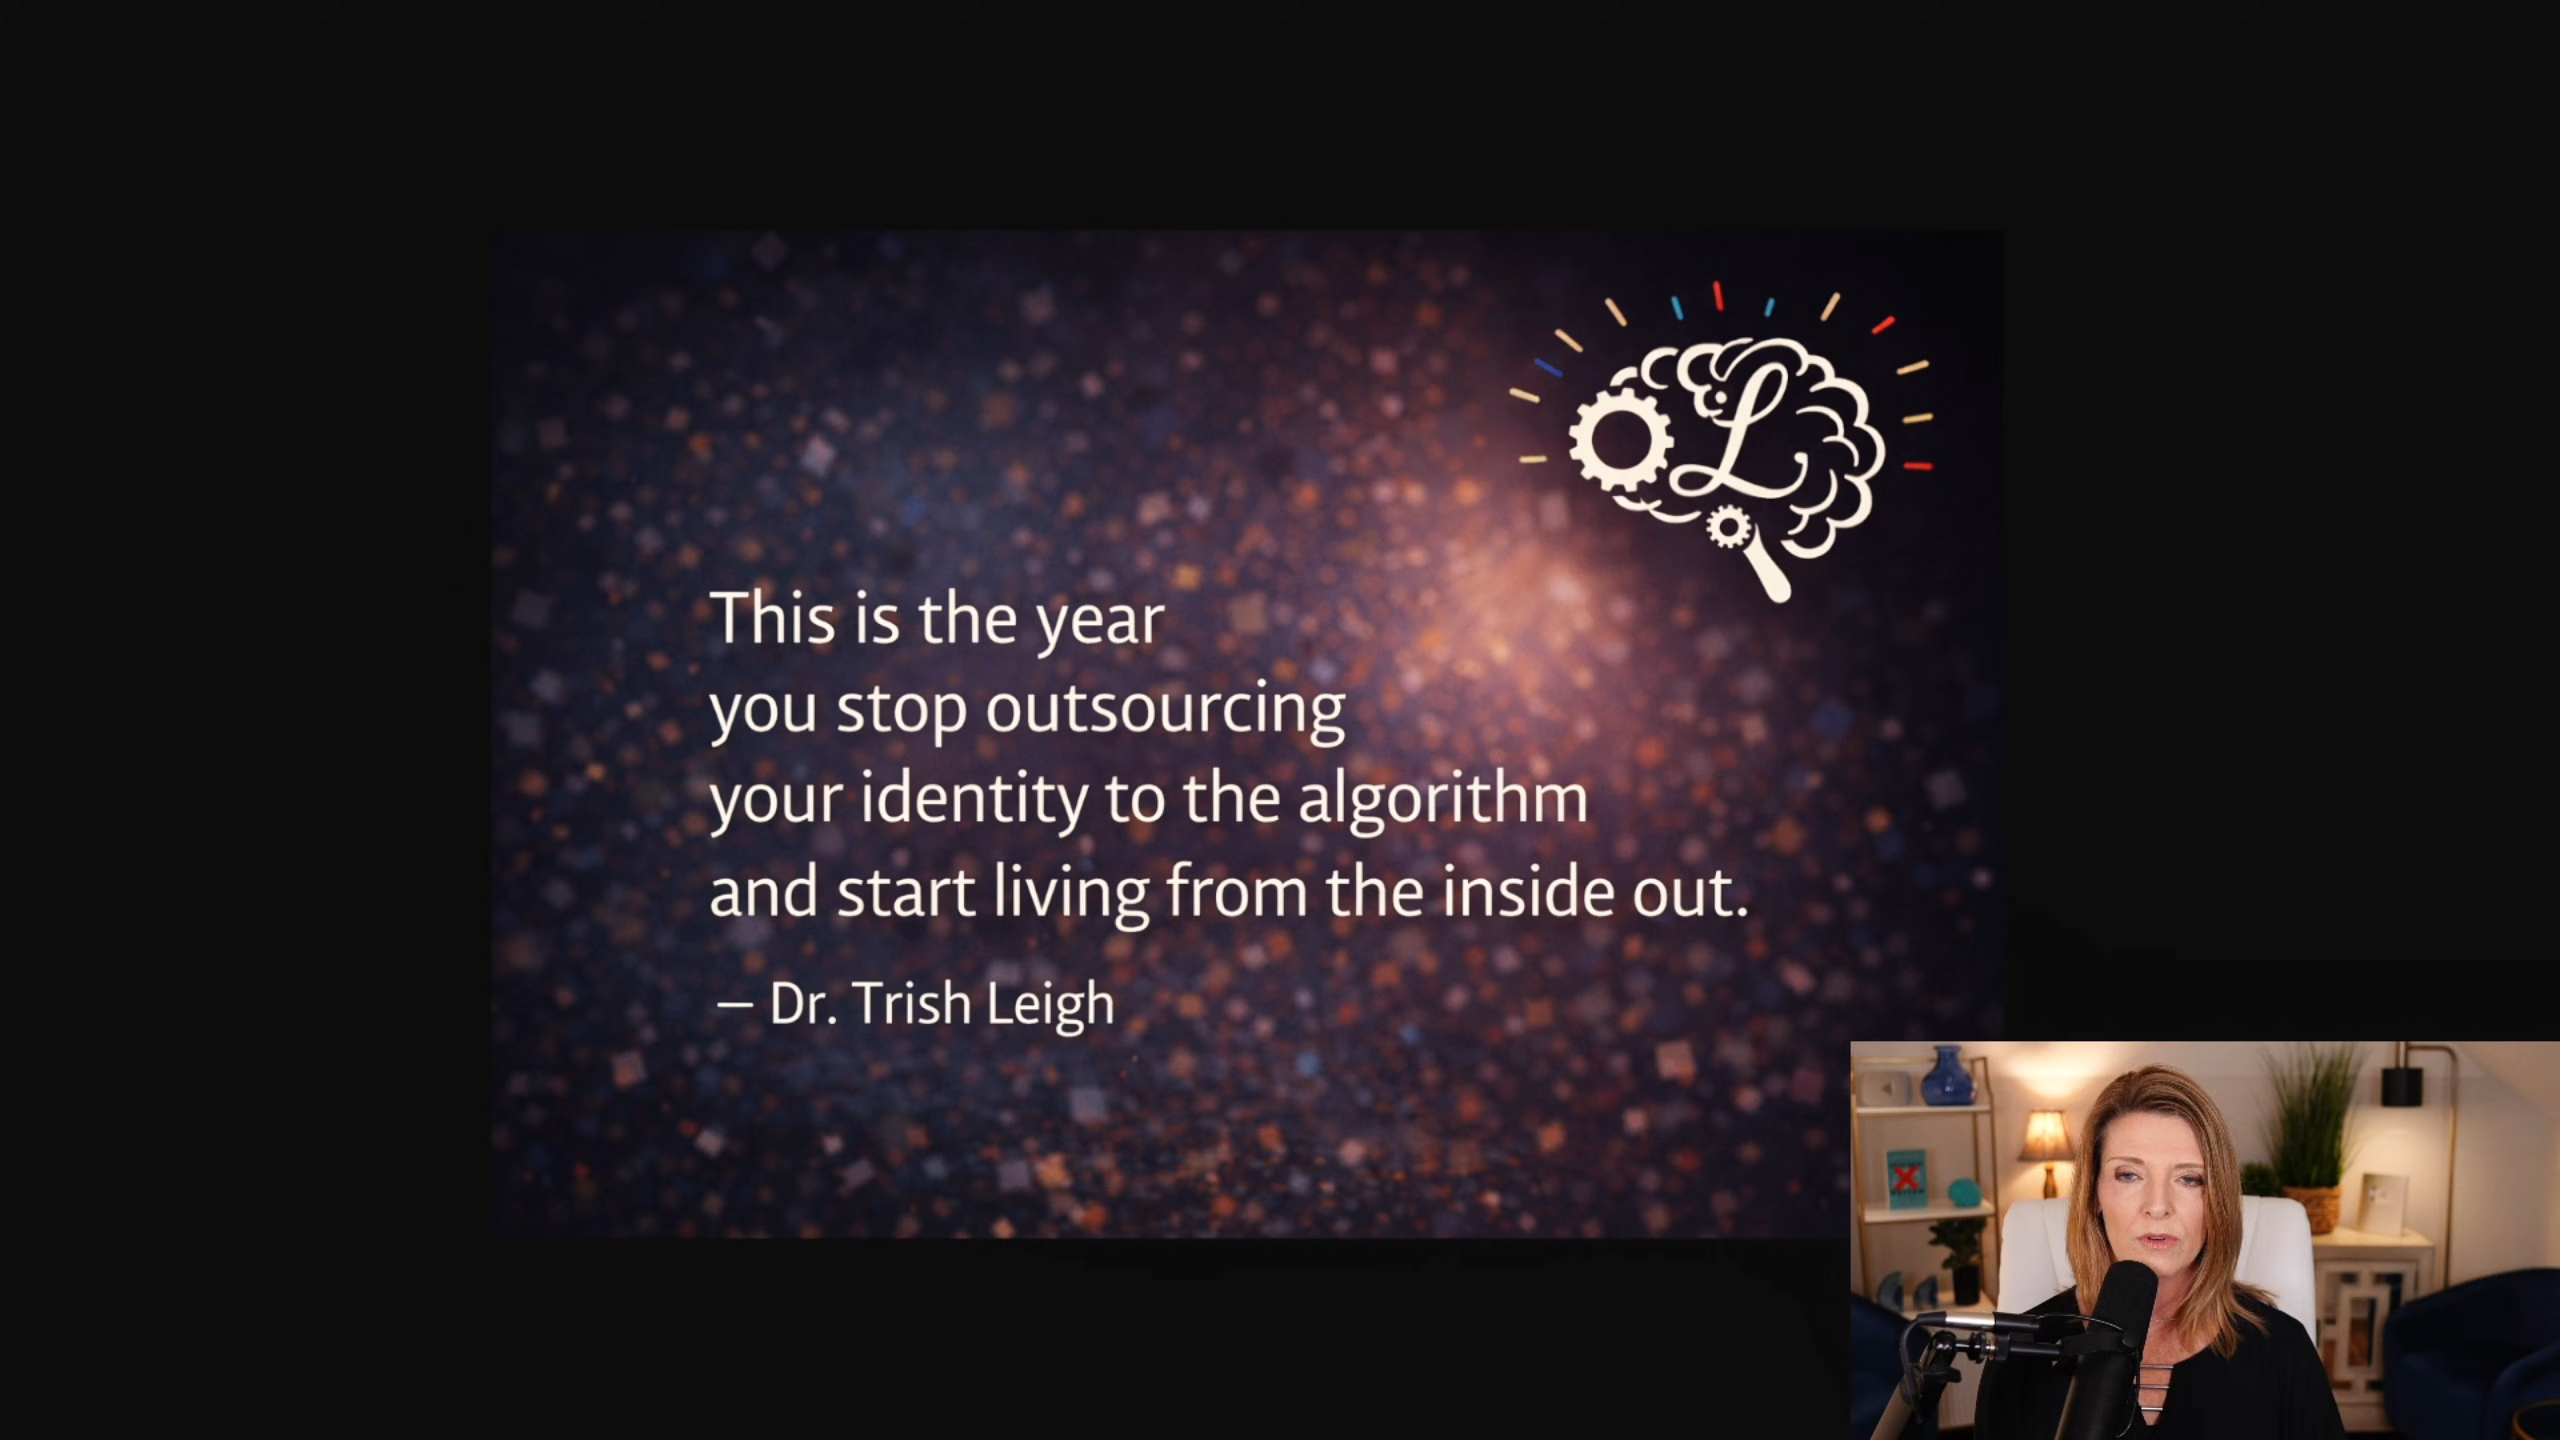 This is the year
you stop outsourcing
your identity to the algorithm
and start living from the inside out.
— Dr. Trish Leigh
L
X